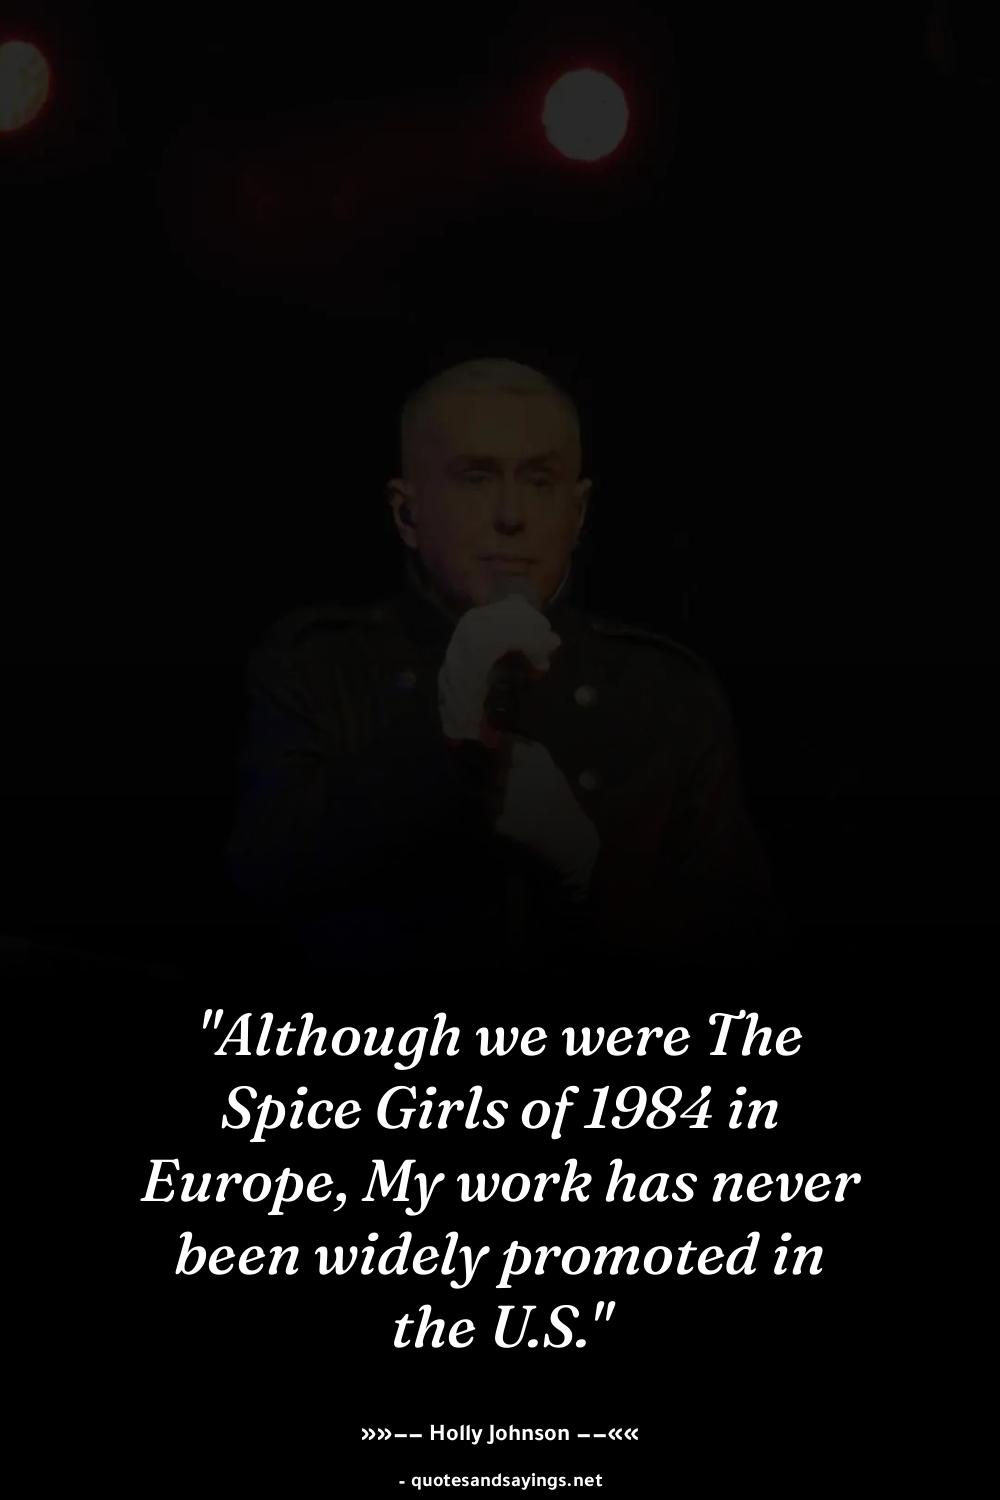 "Although we were The
Spice Girls of 1984 in
Europe, My work has never
been widely promoted in
the U.S."
»»−− Holly Johnson −−««
- quotesandsayings.net